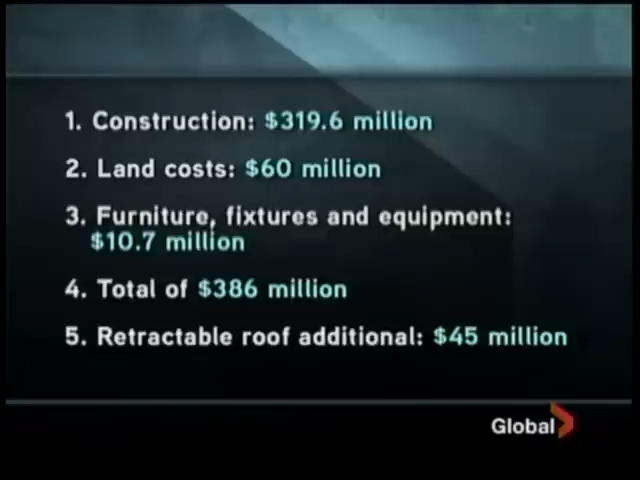 1. Construction: $319.6 million
2. Land costs: $60 million
3. Furniture, fixtures and equipment:
$10.7 million
4. Total of $386 million
5. Retractable roof additional: $45 million
Global